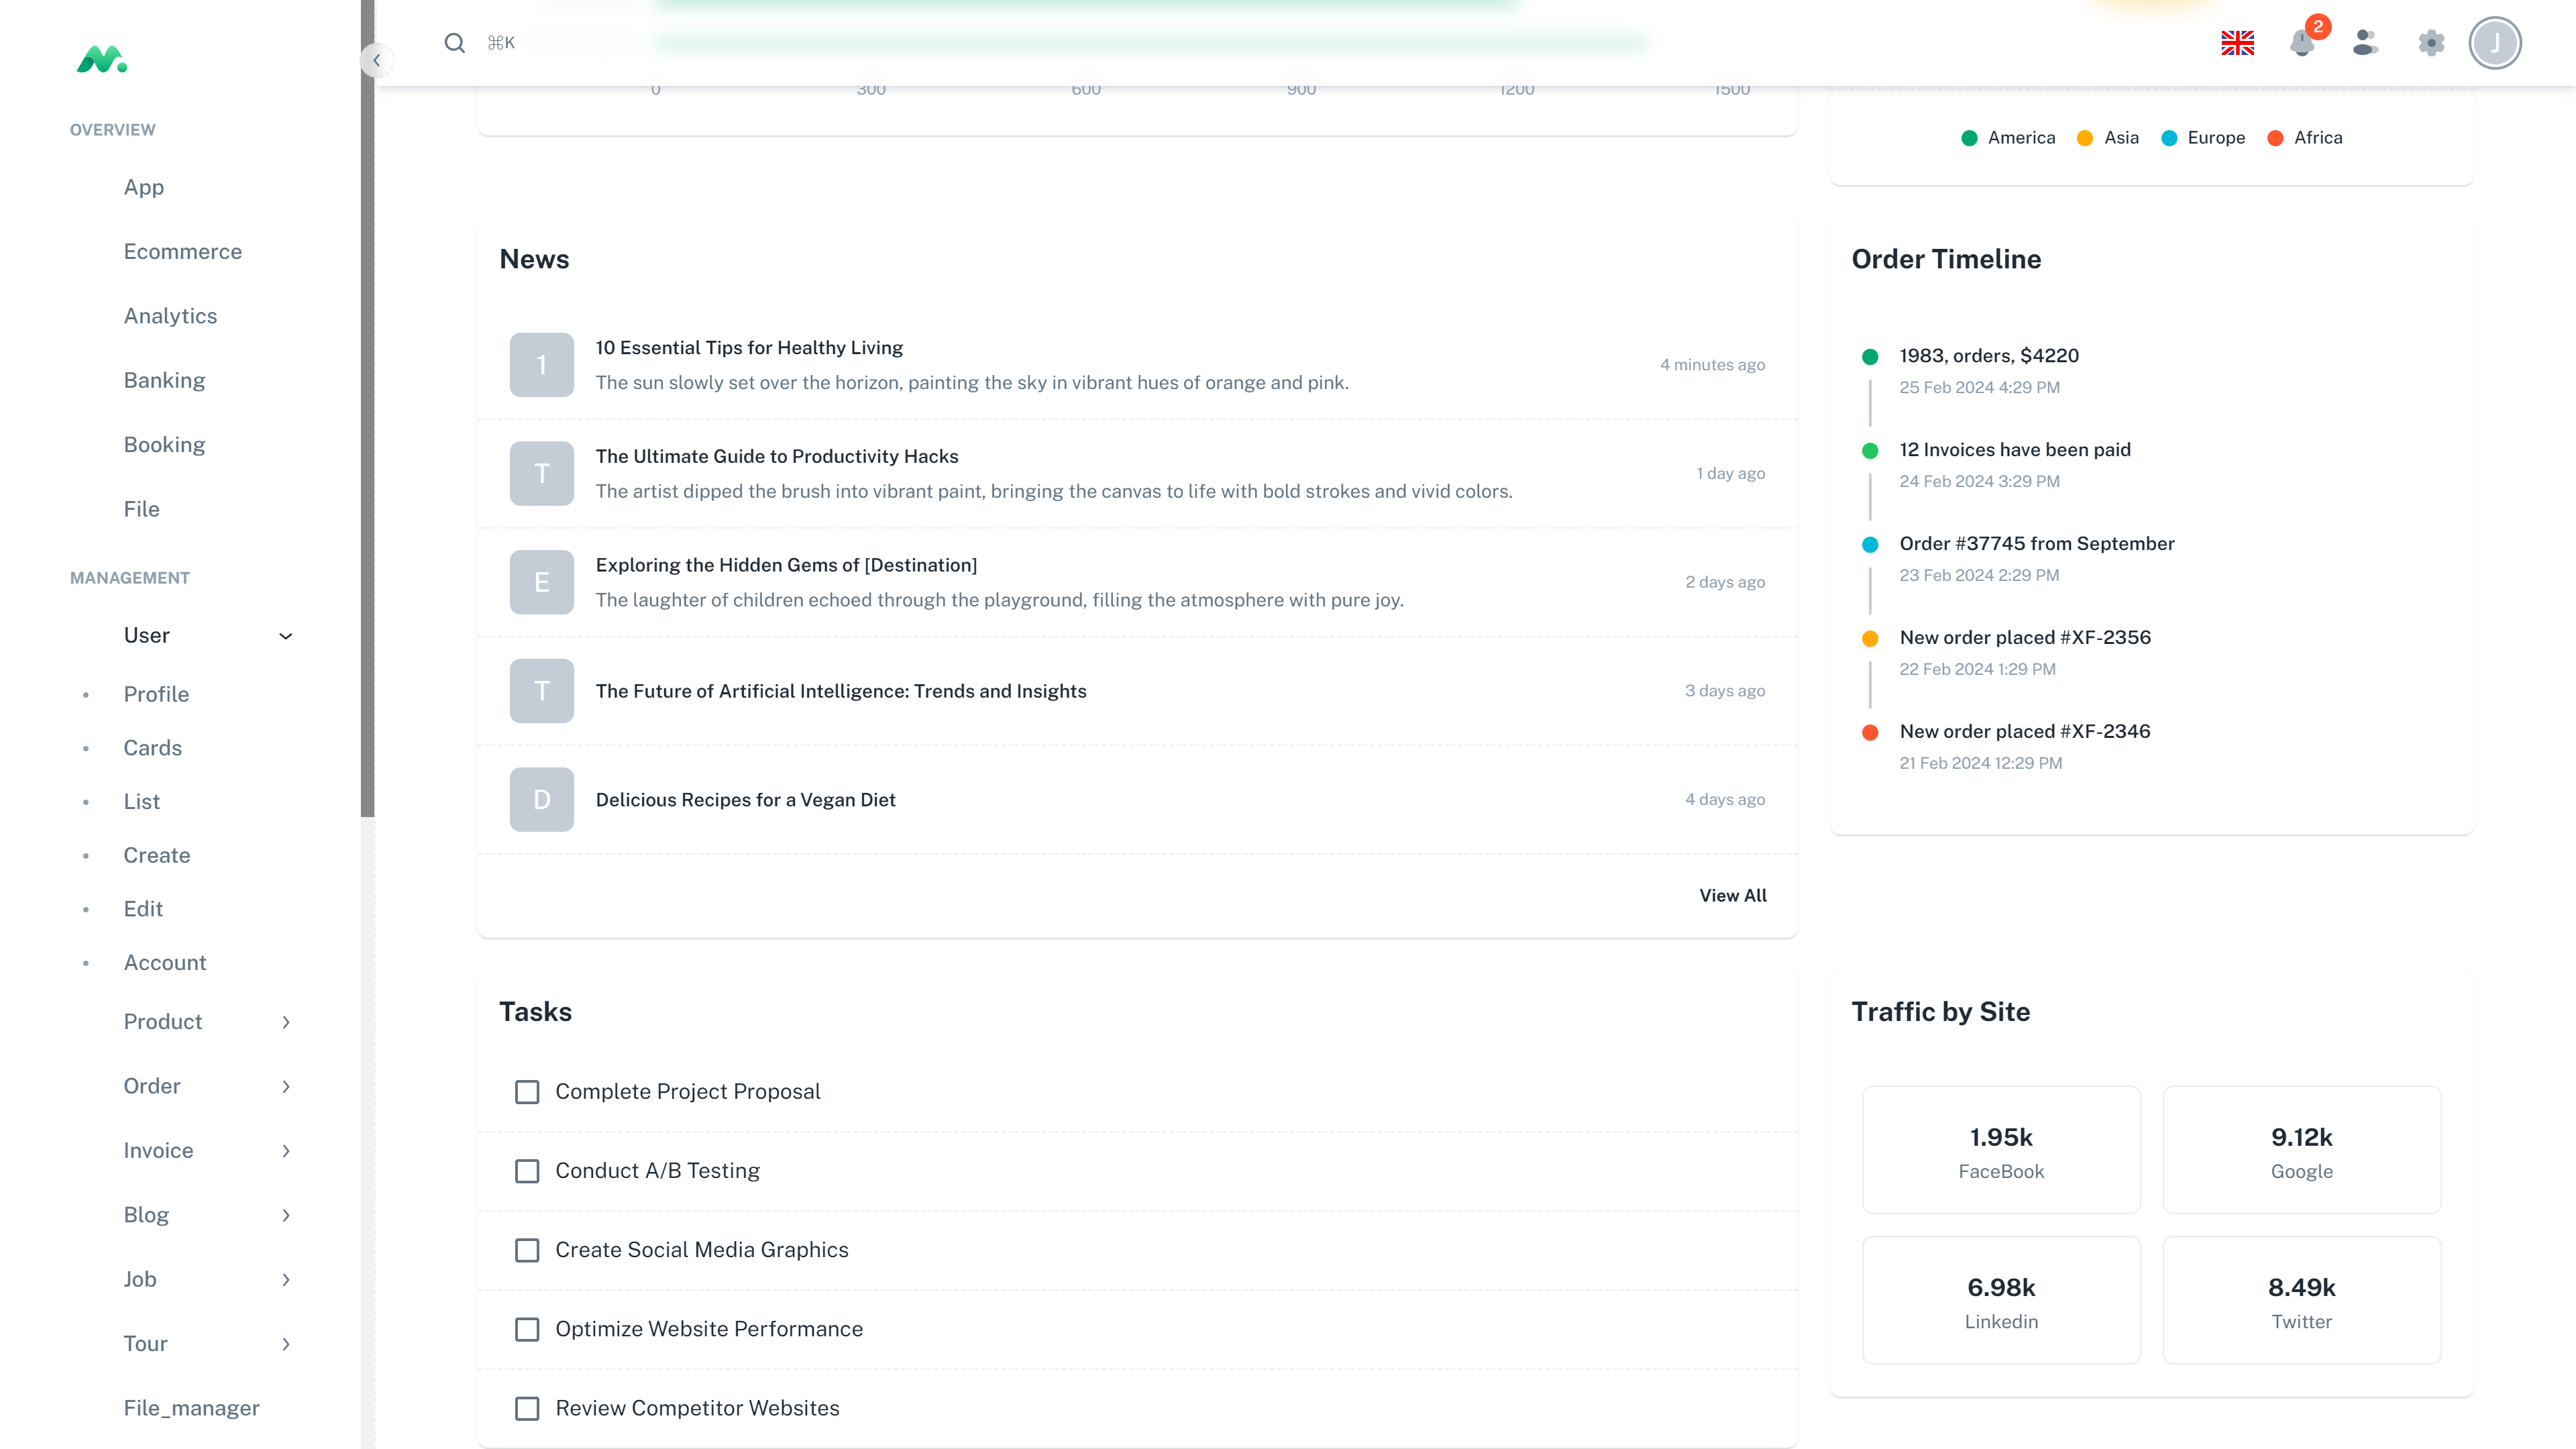 OVERVIEW
App
Ecommerce
Analytics
Banking
Booking
File
MANAGEMENT
User
Profile
Cards
List
Create
Edit
Account
Product
Order
Invoice
Blog
Job
Tour
File_manager
⌘K
2
J
0 300 600 900 1200 1500
America Asia Europe Africa
News
1
10 Essential Tips for Healthy Living
The sun slowly set over the horizon, painting the sky in vibrant hues of orange and pink.
4 minutes ago
T
The Ultimate Guide to Productivity Hacks
The artist dipped the brush into vibrant paint, bringing the canvas to life with bold strokes and vivid colors.
1 day ago
E
Exploring the Hidden Gems of [Destination]
The laughter of children echoed through the playground, filling the atmosphere with pure joy.
2 days ago
T
The Future of Artificial Intelligence: Trends and Insights
3 days ago
D
Delicious Recipes for a Vegan Diet
4 days ago
View All
Order Timeline
1983, orders, $4220
25 Feb 2024 4:29 PM
12 Invoices have been paid
24 Feb 2024 3:29 PM
Order #37745 from September
23 Feb 2024 2:29 PM
New order placed #XF-2356
22 Feb 2024 1:29 PM
New order placed #XF-2346
21 Feb 2024 12:29 PM
Tasks
Complete Project Proposal
Conduct A/B Testing
Create Social Media Graphics
Optimize Website Performance
Review Competitor Websites
Traffic by Site
1.95k
FaceBook
9.12k
Google
6.98k
Linkedin
8.49k
Twitter